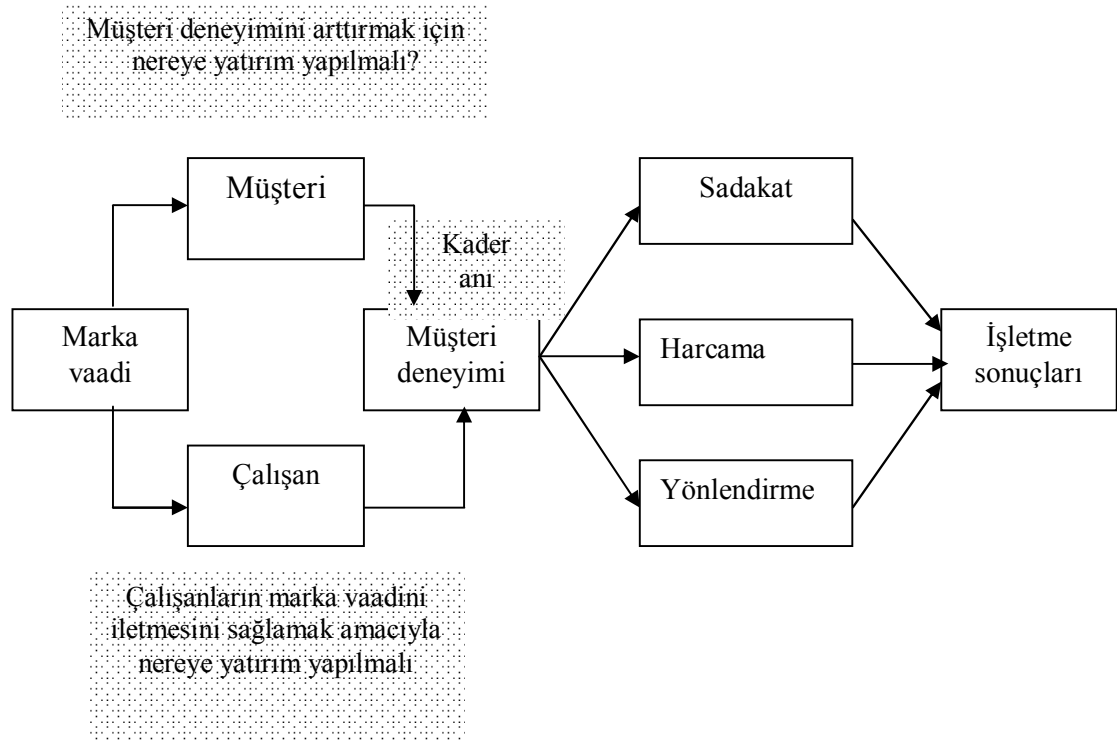 Müşteri deneyimini arttırmak için
nereye yatırım yapılmalı?
Müşteri
Sadakat
Kader
anı
Marka
vaadi
Müşteri
deneyimi
Harcama
İşletme
sonuçları
Çalışan
Yönlendirme
Çalışanların marka vaadini
iletmesini sağlamak amacıyla
nereye yatırım yapılmalı